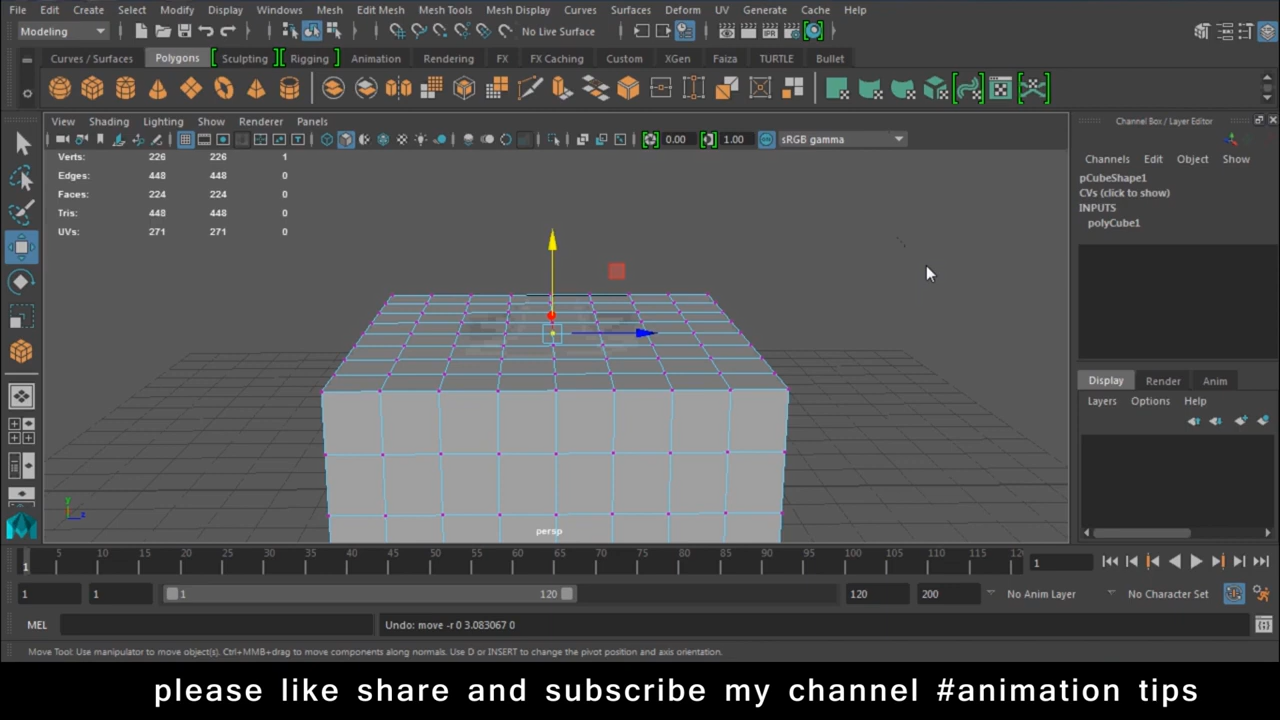 File Edit Create Select Modify Display Windows Mesh Edit Mesh Mesh Tools Mesh Display Curves Surfaces Deform UV Generate Cache Help
Modeling No Live Surface
Curves / Surfaces Polygons Sculpting Rigging Animation Rendering FX FX Caching Custom XGen Faiza TURTLE Bullet
View Shading Lighting Show Renderer Panels
Channel Box / Layer Editor
0.00 1.00 sRGB gamma
Verts: 226 226 1
Edges: 448 448 0
Faces: 224 224 0
Tris: 448 448 0
UVs: 271 271 0
Channels Edit Object Show
pCubeShape1
CVs (click to show)
INPUTS
polyCube1
Display Render Anim
Layers Options Help
y
z
persp
1 5 10 15 20 25 30 35 40 45 50 55 60 65 70 75 80 85 90 95 100 105 110 115 12
1
1 1 1 120 120 200 No Anim Layer No Character Set
MEL Undo: move -r 0 3.083067 0
Move Tool: Use manipulator to move object(s). Ctrl+MMB+drag to move components along normals. Use D or INSERT to change the pivot position and axis orientation.
please like share and subscribe my channel #animation tips